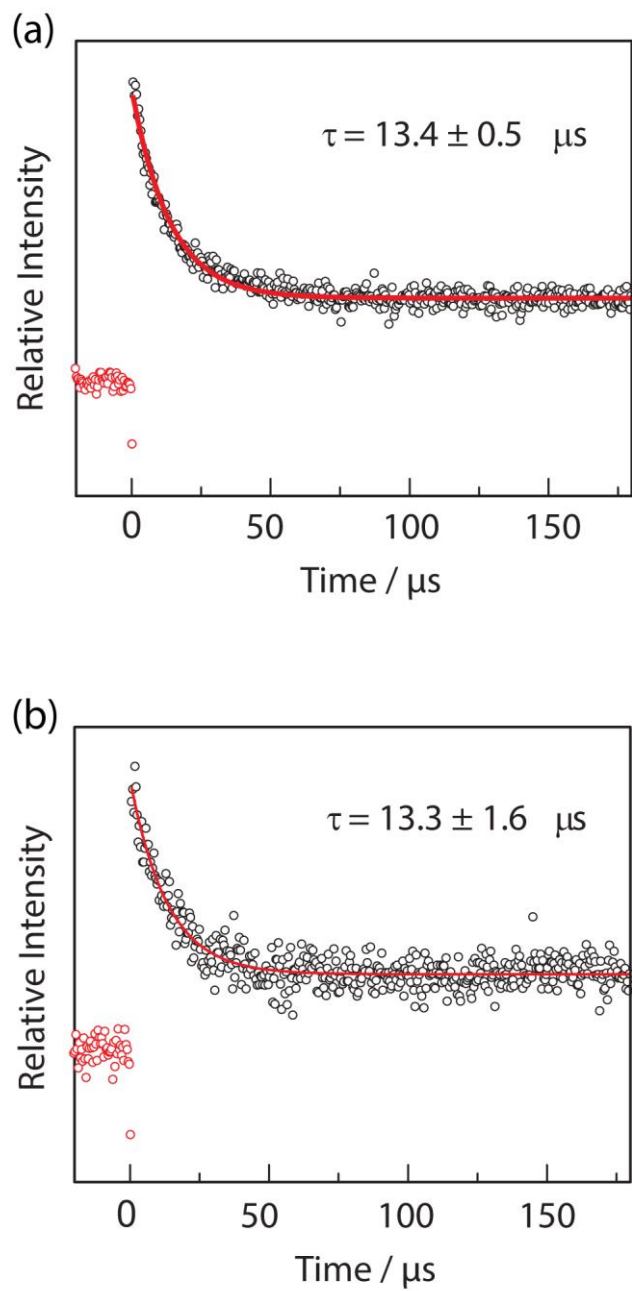 (a)
τ = 13.4 ± 0.5 μs
Relative Intensity
0 50 100 150
Time / μs
(b)
τ = 13.3 ± 1.6 μs
Relative Intensity
0 50 100 150
Time / μs